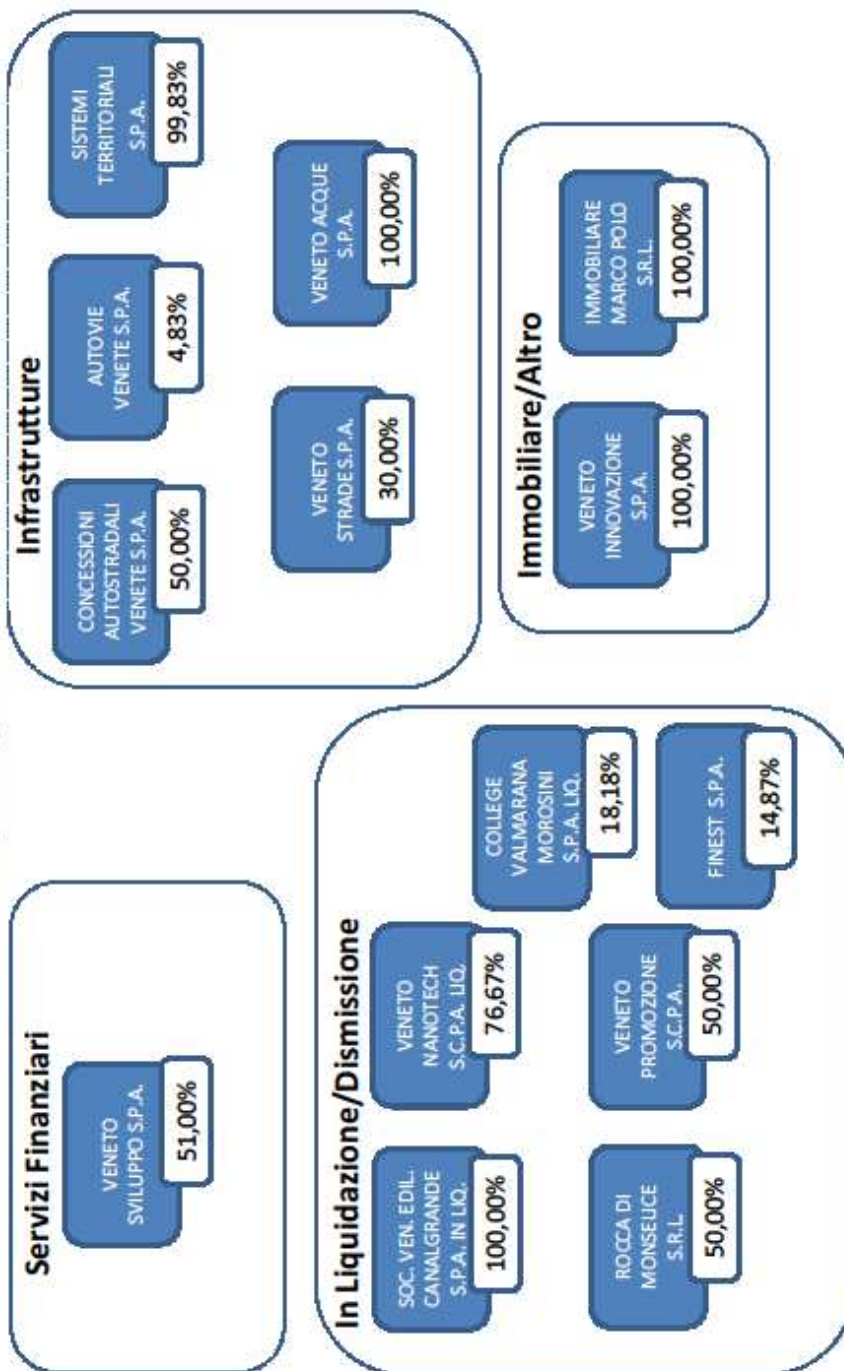 Servizi Finanziari
VENETO
SVILUPPO S.P.A.
51,00%
Infrastrutture
CONCESSIONI
AUTOSTRADALI
VENETE S.P.A.
50,00%
AUTOVIE
VENETE S.P.A.
4,83%
SISTEMI
TERRITORIALI
S.P.A.
99,83%
VENETO
STRADE S.P.A.
30,00%
VENETO ACQUE
S.P.A.
100,00%
In Liquidazione/Dismissione
SOC. VEN. EDIL.
CANALGRANDE
S.P.A. IN LIQ.
100,00%
VENETO
NANOTECH
S.C.P.A. LIQ.
76,67%
COLLEGE
VALMARANA
MOROSINI
S.P.A. LIQ.
18,18%
ROCCA DI
MONSELICE
S.R.L.
50,00%
VENETO
PROMOZIONE
S.C.P.A.
50,00%
FINEST S.P.A.
14,87%
Immobiliare/Altro
VENETO
INNOVAZIONE
S.P.A.
100,00%
IMMOBILIARE
MARCO POLO
S.R.L.
100,00%